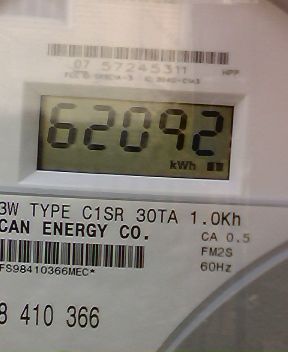 07 57245311
62092
kWh
3W TYPE C1SR 30TA 1.0Kh
CAN ENERGY CO.
CA 0.5
FM2S
60Hz
FS98410366MEC*
8 410 366